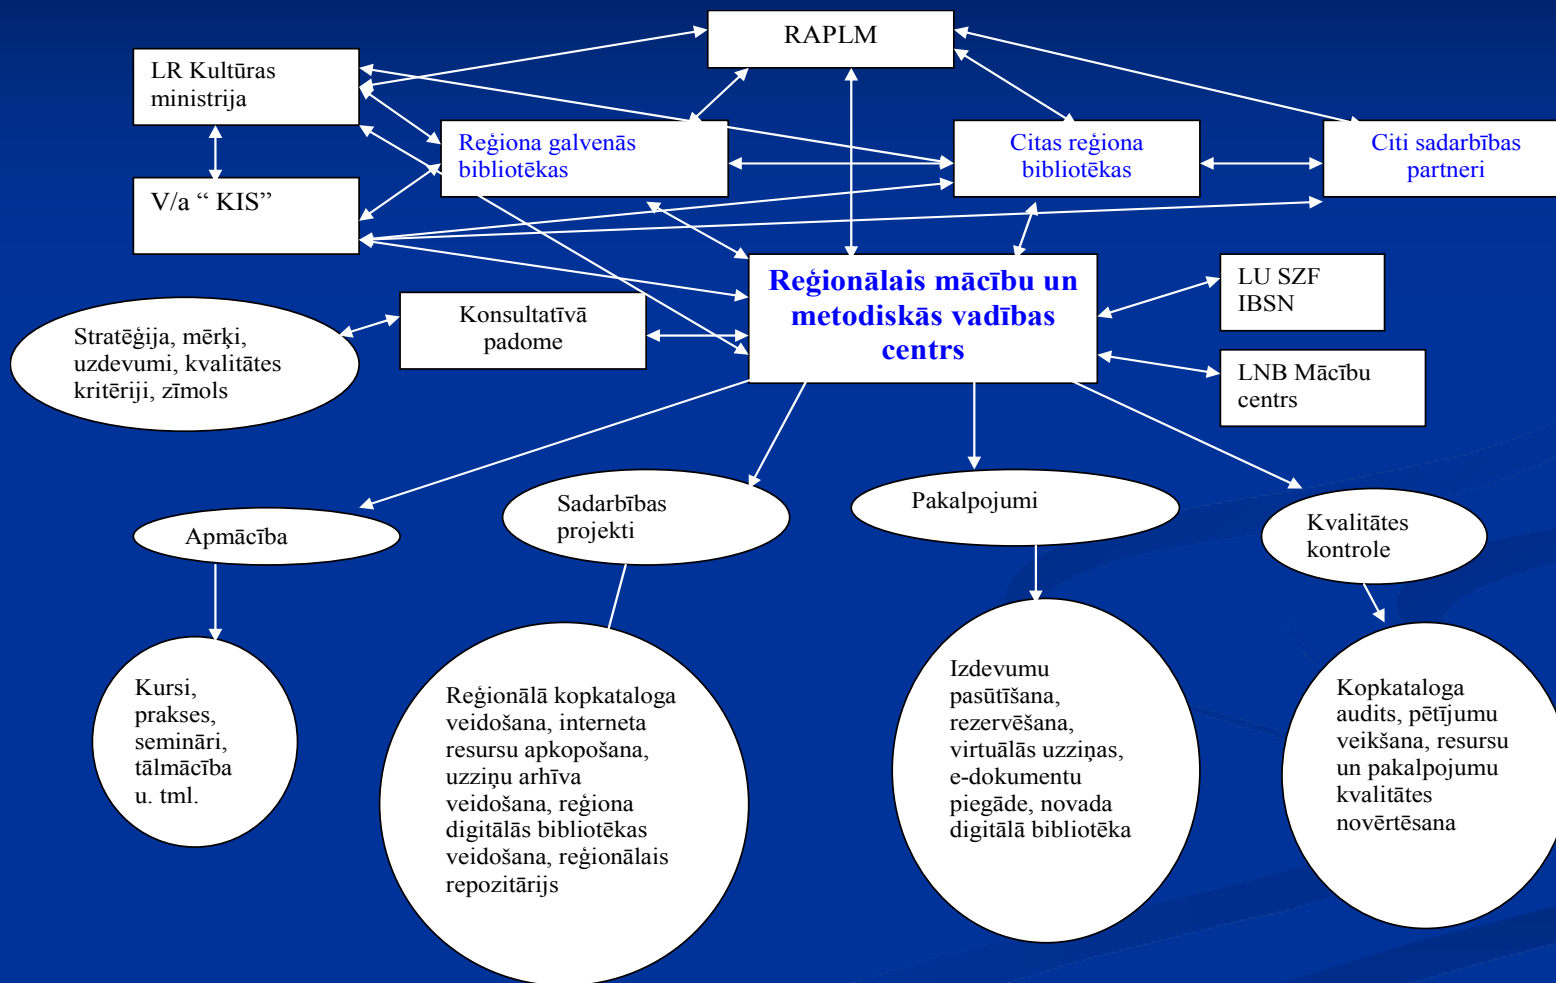 RAPLM
LR Kultūras
ministrija
Reģiona galvenās
bibliotēkas
Citas reģiona
bibliotēkas
Citi sadarbības
partneri
V/a “ KIS”
Reģionālais mācību un
metodiskās vadības
centrs
LU SZF
IBSN
Konsultatīvā
padome
Stratēģija, mērķi,
uzdevumi, kvalitātes
kritēriji, zīmols
LNB Mācību
centrs
Apmācība
Sadarbības
projekti
Pakalpojumi
Kvalitātes
kontrole
Kursi,
prakses,
semināri,
tālmācība
u. tml.
Reģionālā kopkataloga
veidošana, interneta
resursu apkopošana,
uzziņu arhīva
veidošana, reģiona
digitālās bibliotēkas
veidošana, reģionālais
repozitārijs
Izdevumu
pasūtīšana,
rezervēšana,
virtuālās uzziņas,
e-dokumentu
piegāde, novada
digitālā bibliotēka
Kopkataloga
audits, pētījumu
veikšana, resursu
un pakalpojumu
kvalitātes
novērtēsana